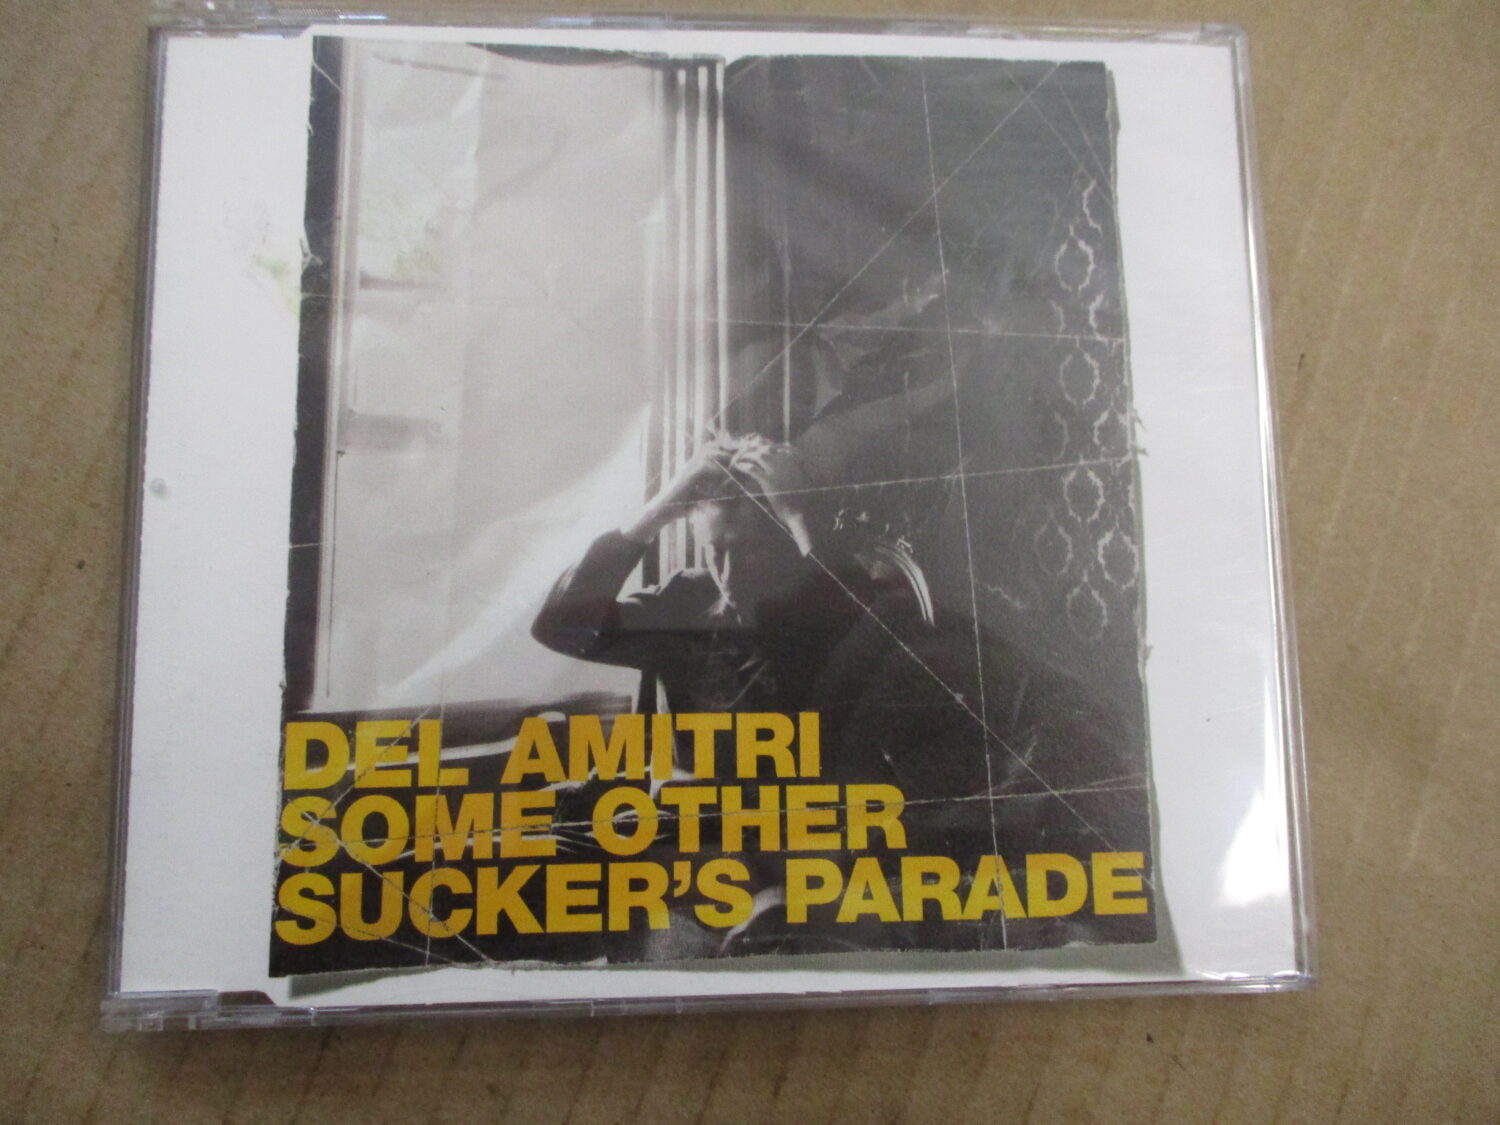 DEL AMITRI
SOME OTHER
SUCKER'S PARADE